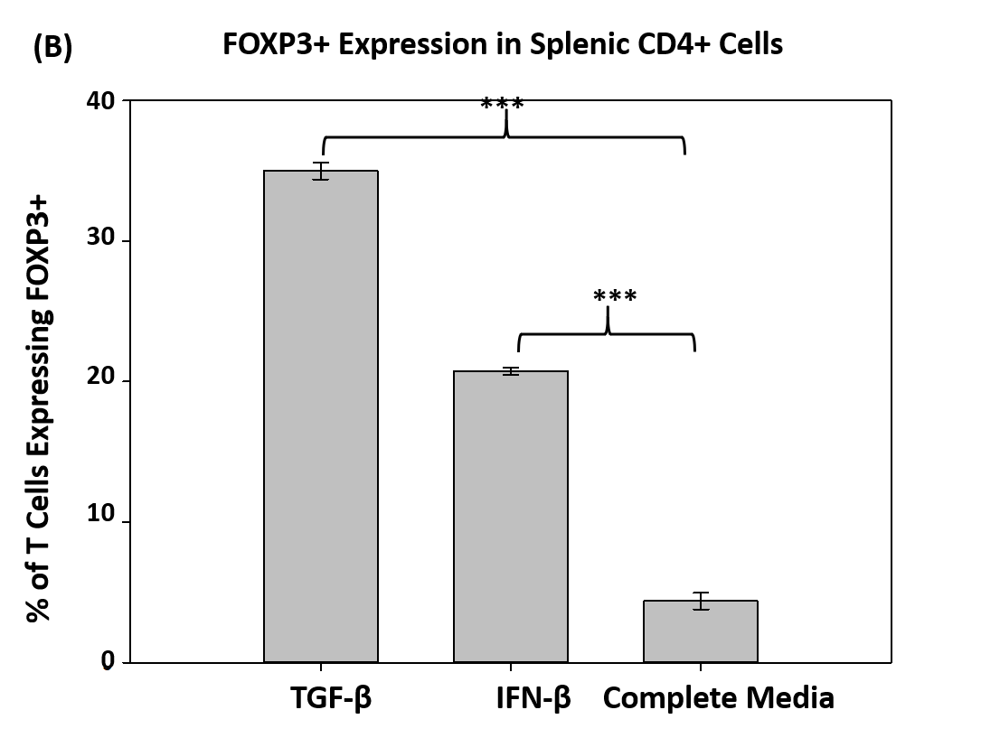 (B)
FOXP3+ Expression in Splenic CD4+ Cells
% of T Cells Expressing FOXP3+
40
30
20
10
0
***
***
TGF-β
IFN-β
Complete Media